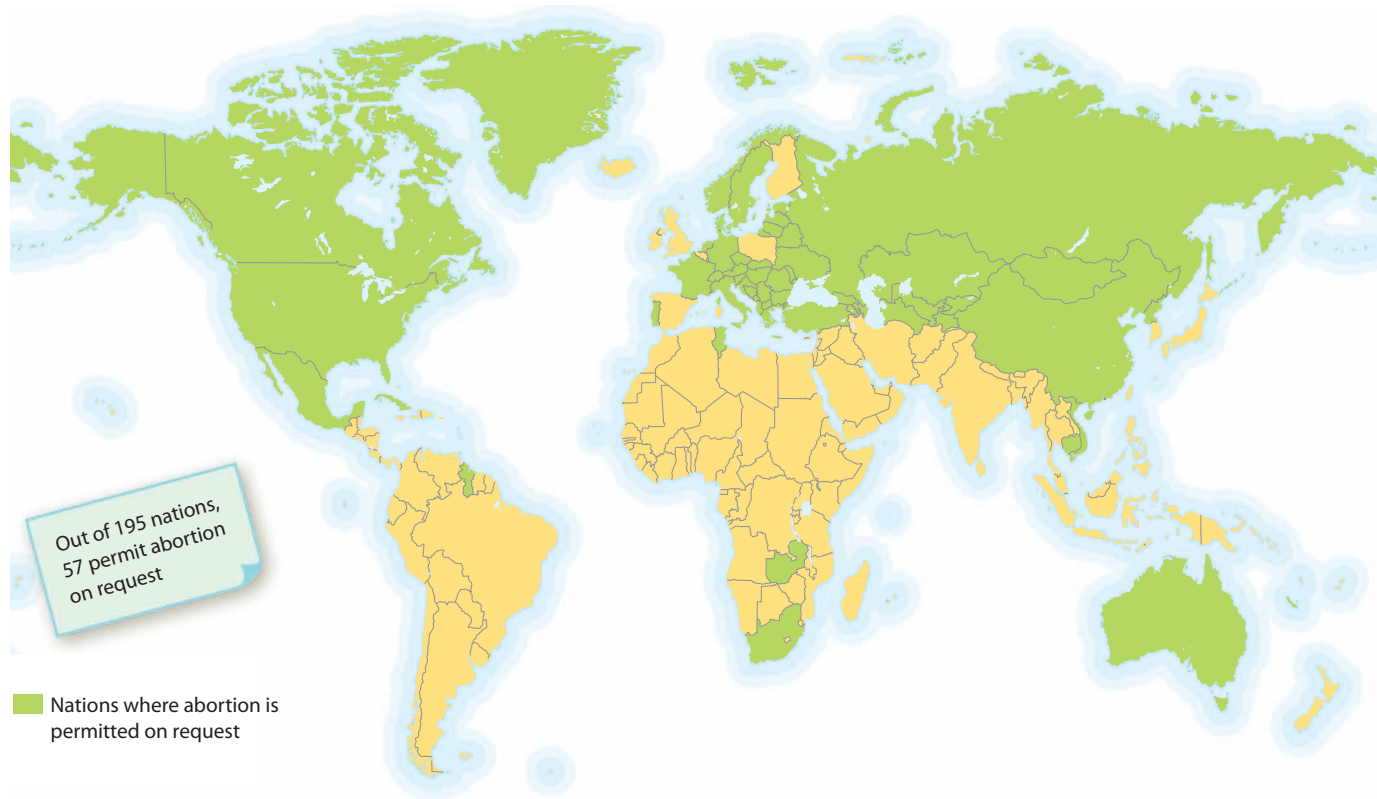 Out of 195 nations,
57 permit abortion
on request
Nations where abortion is
permitted on request